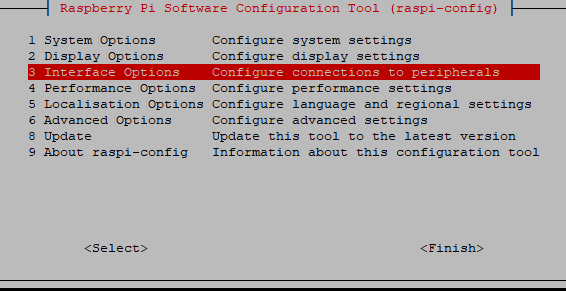 Raspberry Pi Software Configuration Tool (raspi-config)
1 System Options Configure system settings
2 Display Options Configure display settings
3 Interface Options Configure connections to peripherals
4 Performance Options Configure performance settings
5 Localisation Options Configure language and regional settings
6 Advanced Options Configure advanced settings
8 Update Update this tool to the latest version
9 About raspi-config Information about this configuration tool
<Select> <Finish>